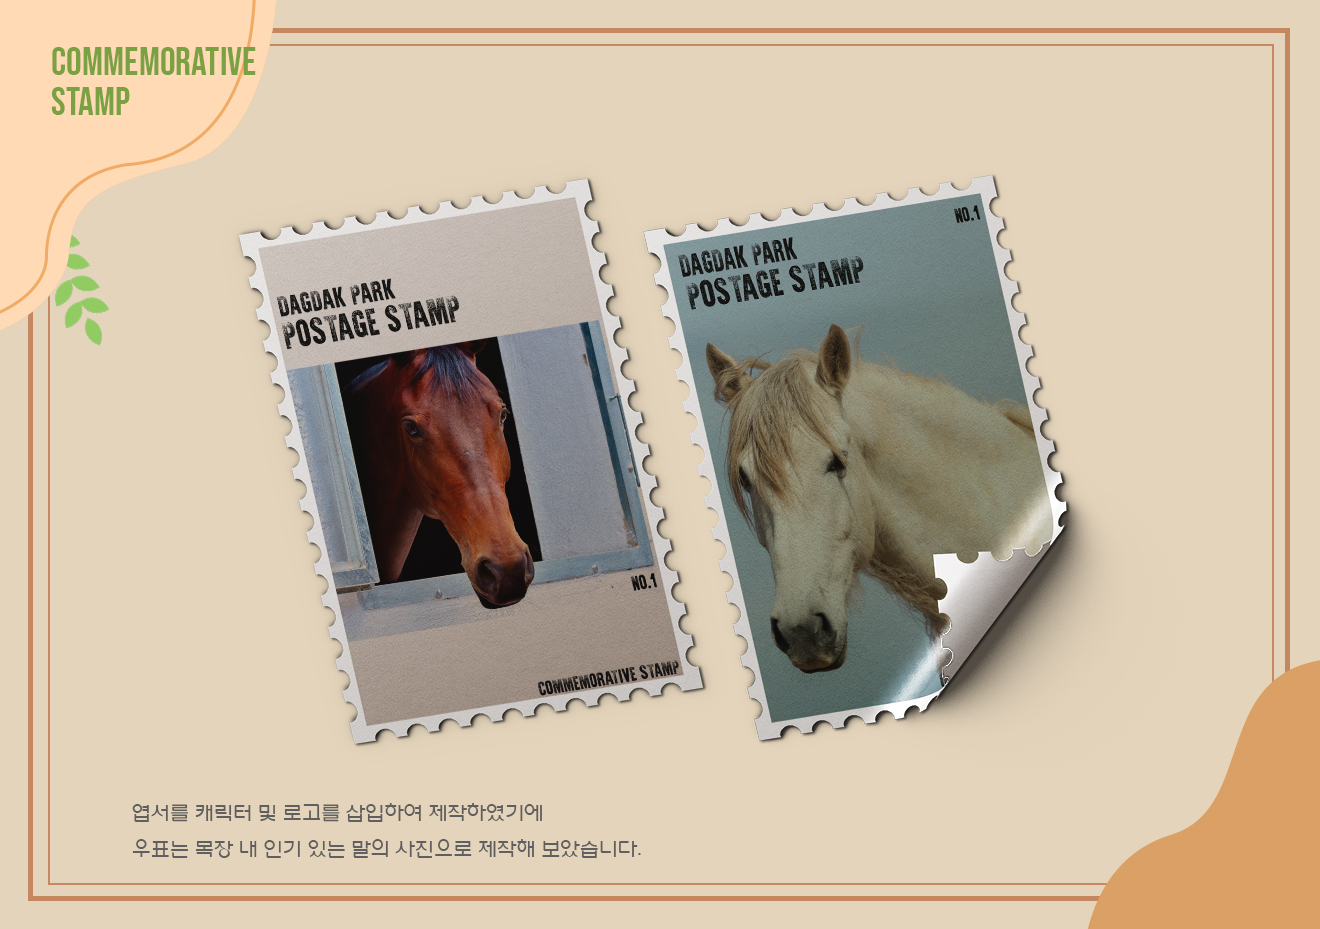 COMMEMORATIVE
STAMP
DAGDAK PARK
POSTAGE STAMP
NO.1
COMMEMORATIVE STAMP
NO.1
DAGDAK PARK
POSTAGE STAMP
엽서를 캐릭터 및 로고를 삽입하여 제작하였기에
우표는 목장 내 인기 있는 말의 사진으로 제작해 보았습니다.